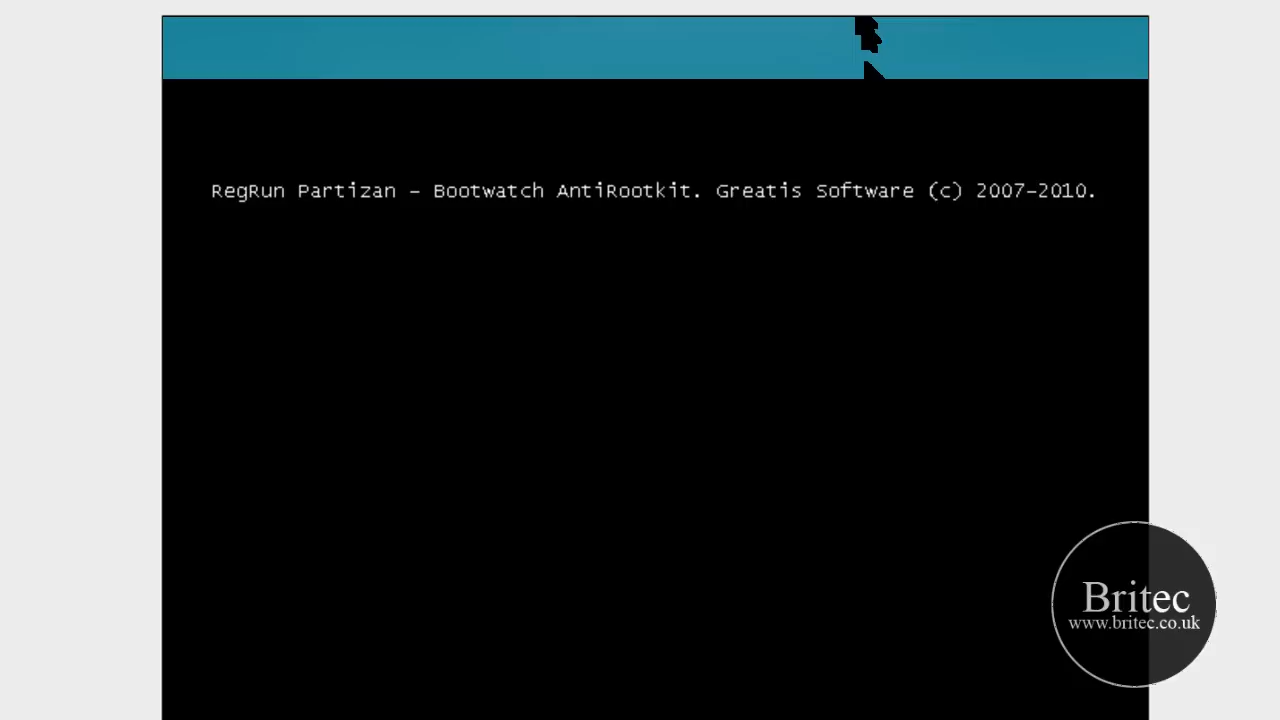 RegRun Partizan - Bootwatch AntiRootkit. Greatis Software (c) 2007-2010.
Britec
www.britec.co.uk